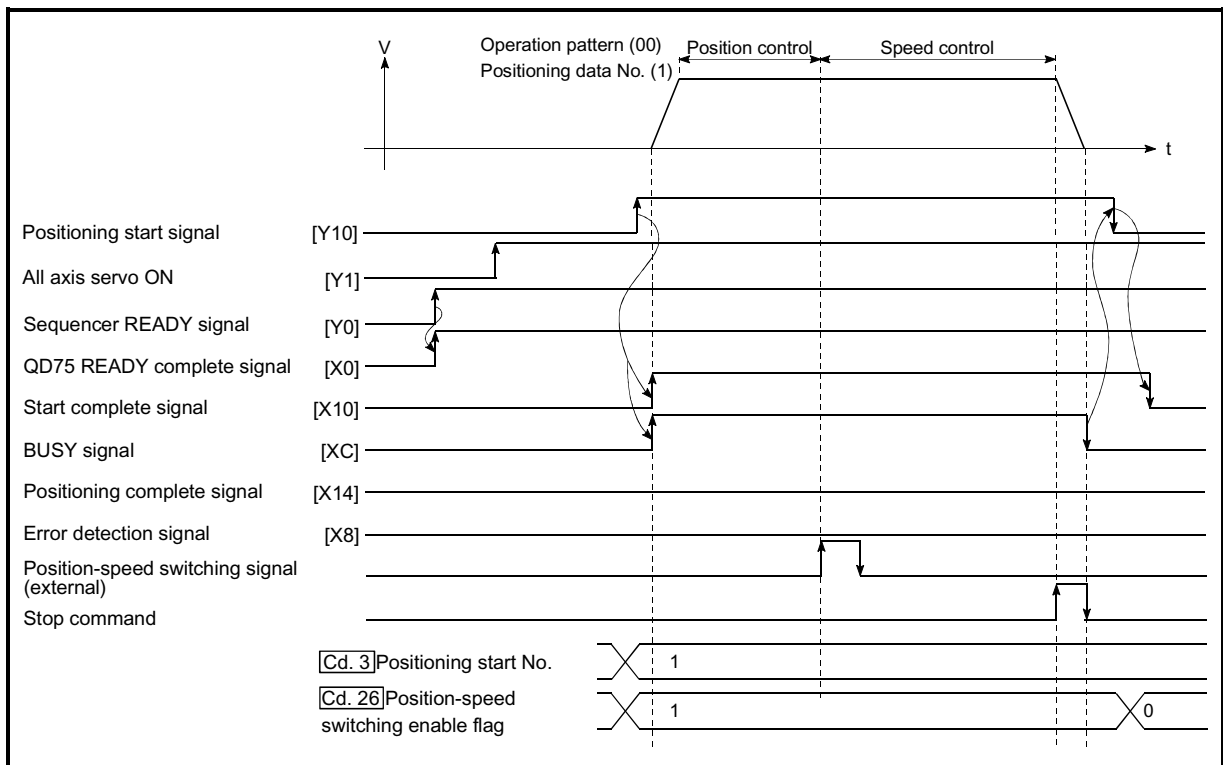 V
Operation pattern (00)
Position control
Speed control
Positioning data No. (1)
t
Positioning start signal [Y10]
All axis servo ON [Y1]
Sequencer READY signal [Y0]
QD75 READY complete signal [X0]
Start complete signal [X10]
BUSY signal [XC]
Positioning complete signal [X14]
Error detection signal [X8]
Position-speed switching signal
(external)
Stop command
Cd. 3 Positioning start No. 1
Cd. 26 Position-speed
switching enable flag 1 0